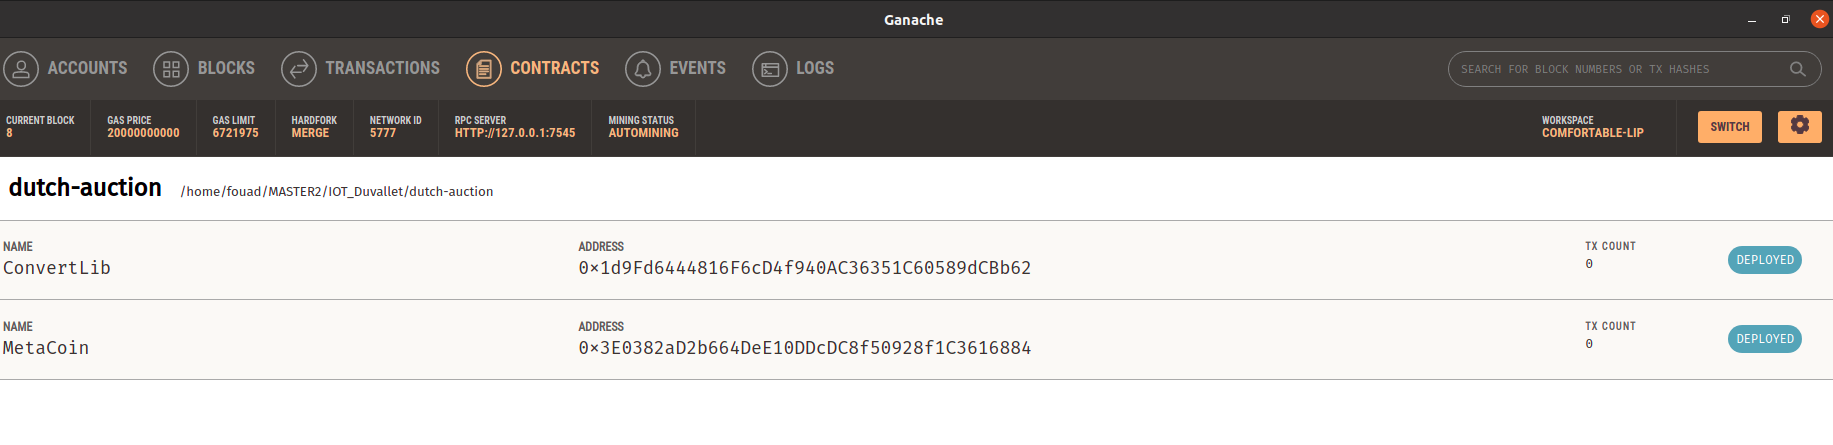 Ganache
ACCOUNTS BLOCKS TRANSACTIONS CONTRACTS EVENTS LOGS SEARCH FOR BLOCK NUMBERS OR TX HASHES
CURRENT BLOCK GAS PRICE GAS LIMIT HARDFORK NETWORK ID RPC SERVER MINING STATUS WORKSPACE
8 20000000000 6721975 MERGE 5777 HTTP://127.0.0.1:7545 AUTOMINING COMFORTABLE-LIP SWITCH
dutch-auction /home/fouad/MASTER2/IOT_Duvallet/dutch-auction
NAME ADDRESS TX COUNT
ConvertLib 0×1d9Fd6444816F6cD4f940AC36351C60589dCBb62 0 DEPLOYED
NAME ADDRESS TX COUNT
MetaCoin 0×3E0382aD2b664DeE10DDcDC8f50928f1C3616884 0 DEPLOYED